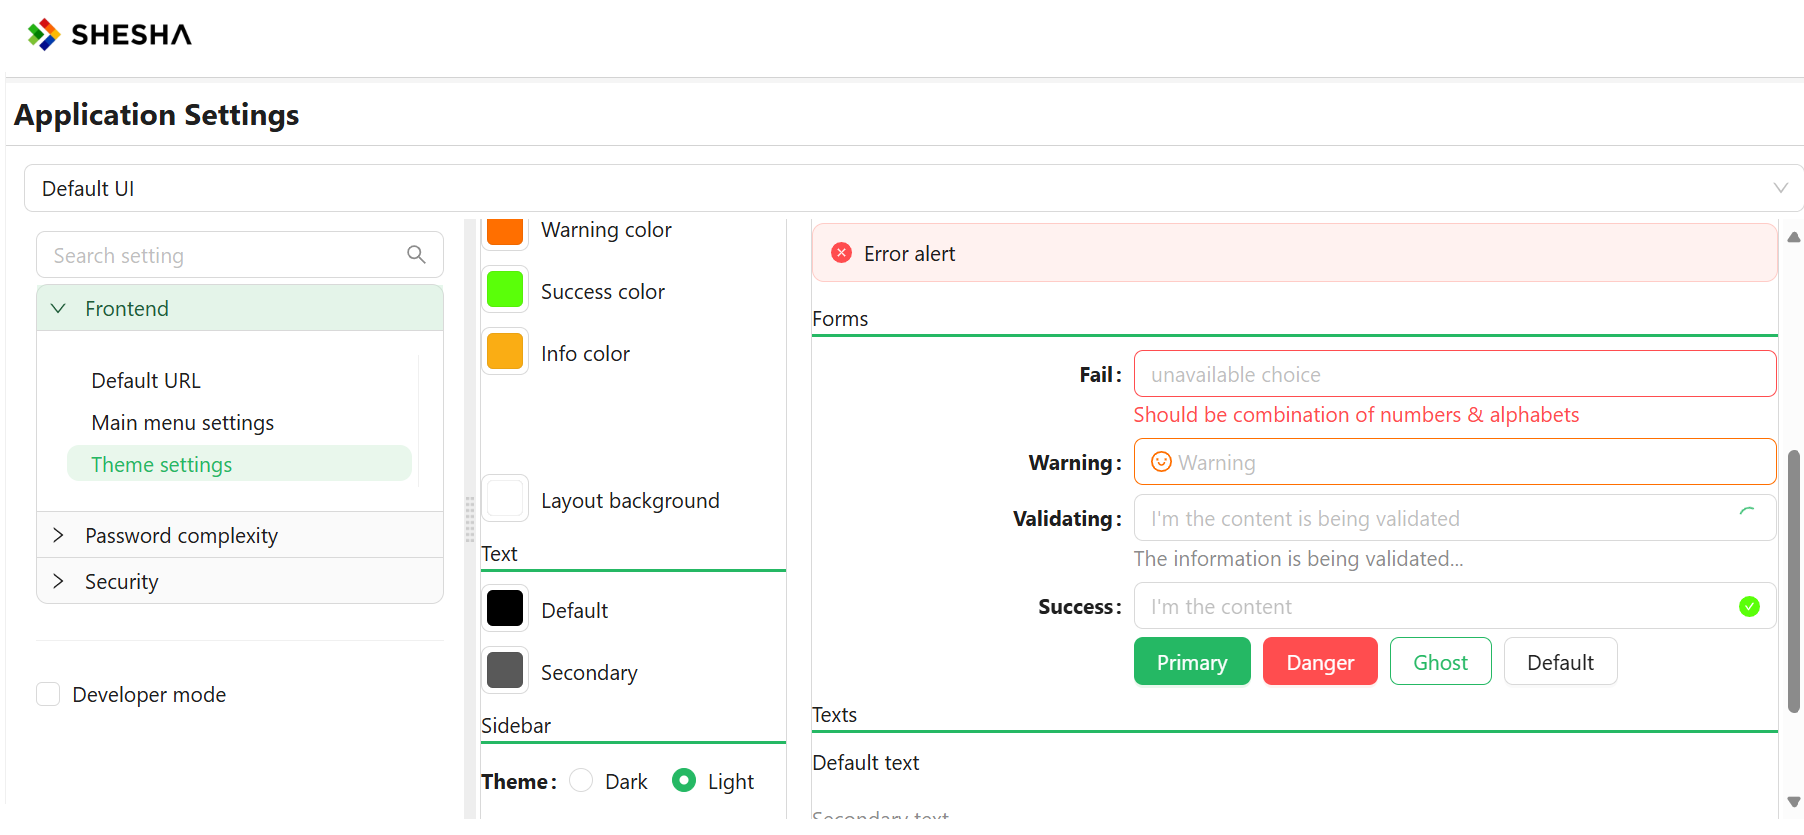 SHESHA
Application Settings
Default UI
Search setting
Frontend
Default URL
Main menu settings
Theme settings
Password complexity
Security
Developer mode
Warning color
Success color
Info color
Layout background
Text
Default
Secondary
Sidebar
Theme: Dark Light
Error alert
Forms
Fail: unavailable choice
Should be combination of numbers & alphabets
Warning: Warning
Validating: I'm the content is being validated
The information is being validated...
Success: I'm the content
Primary Danger Ghost Default
Texts
Default text
Secondary text